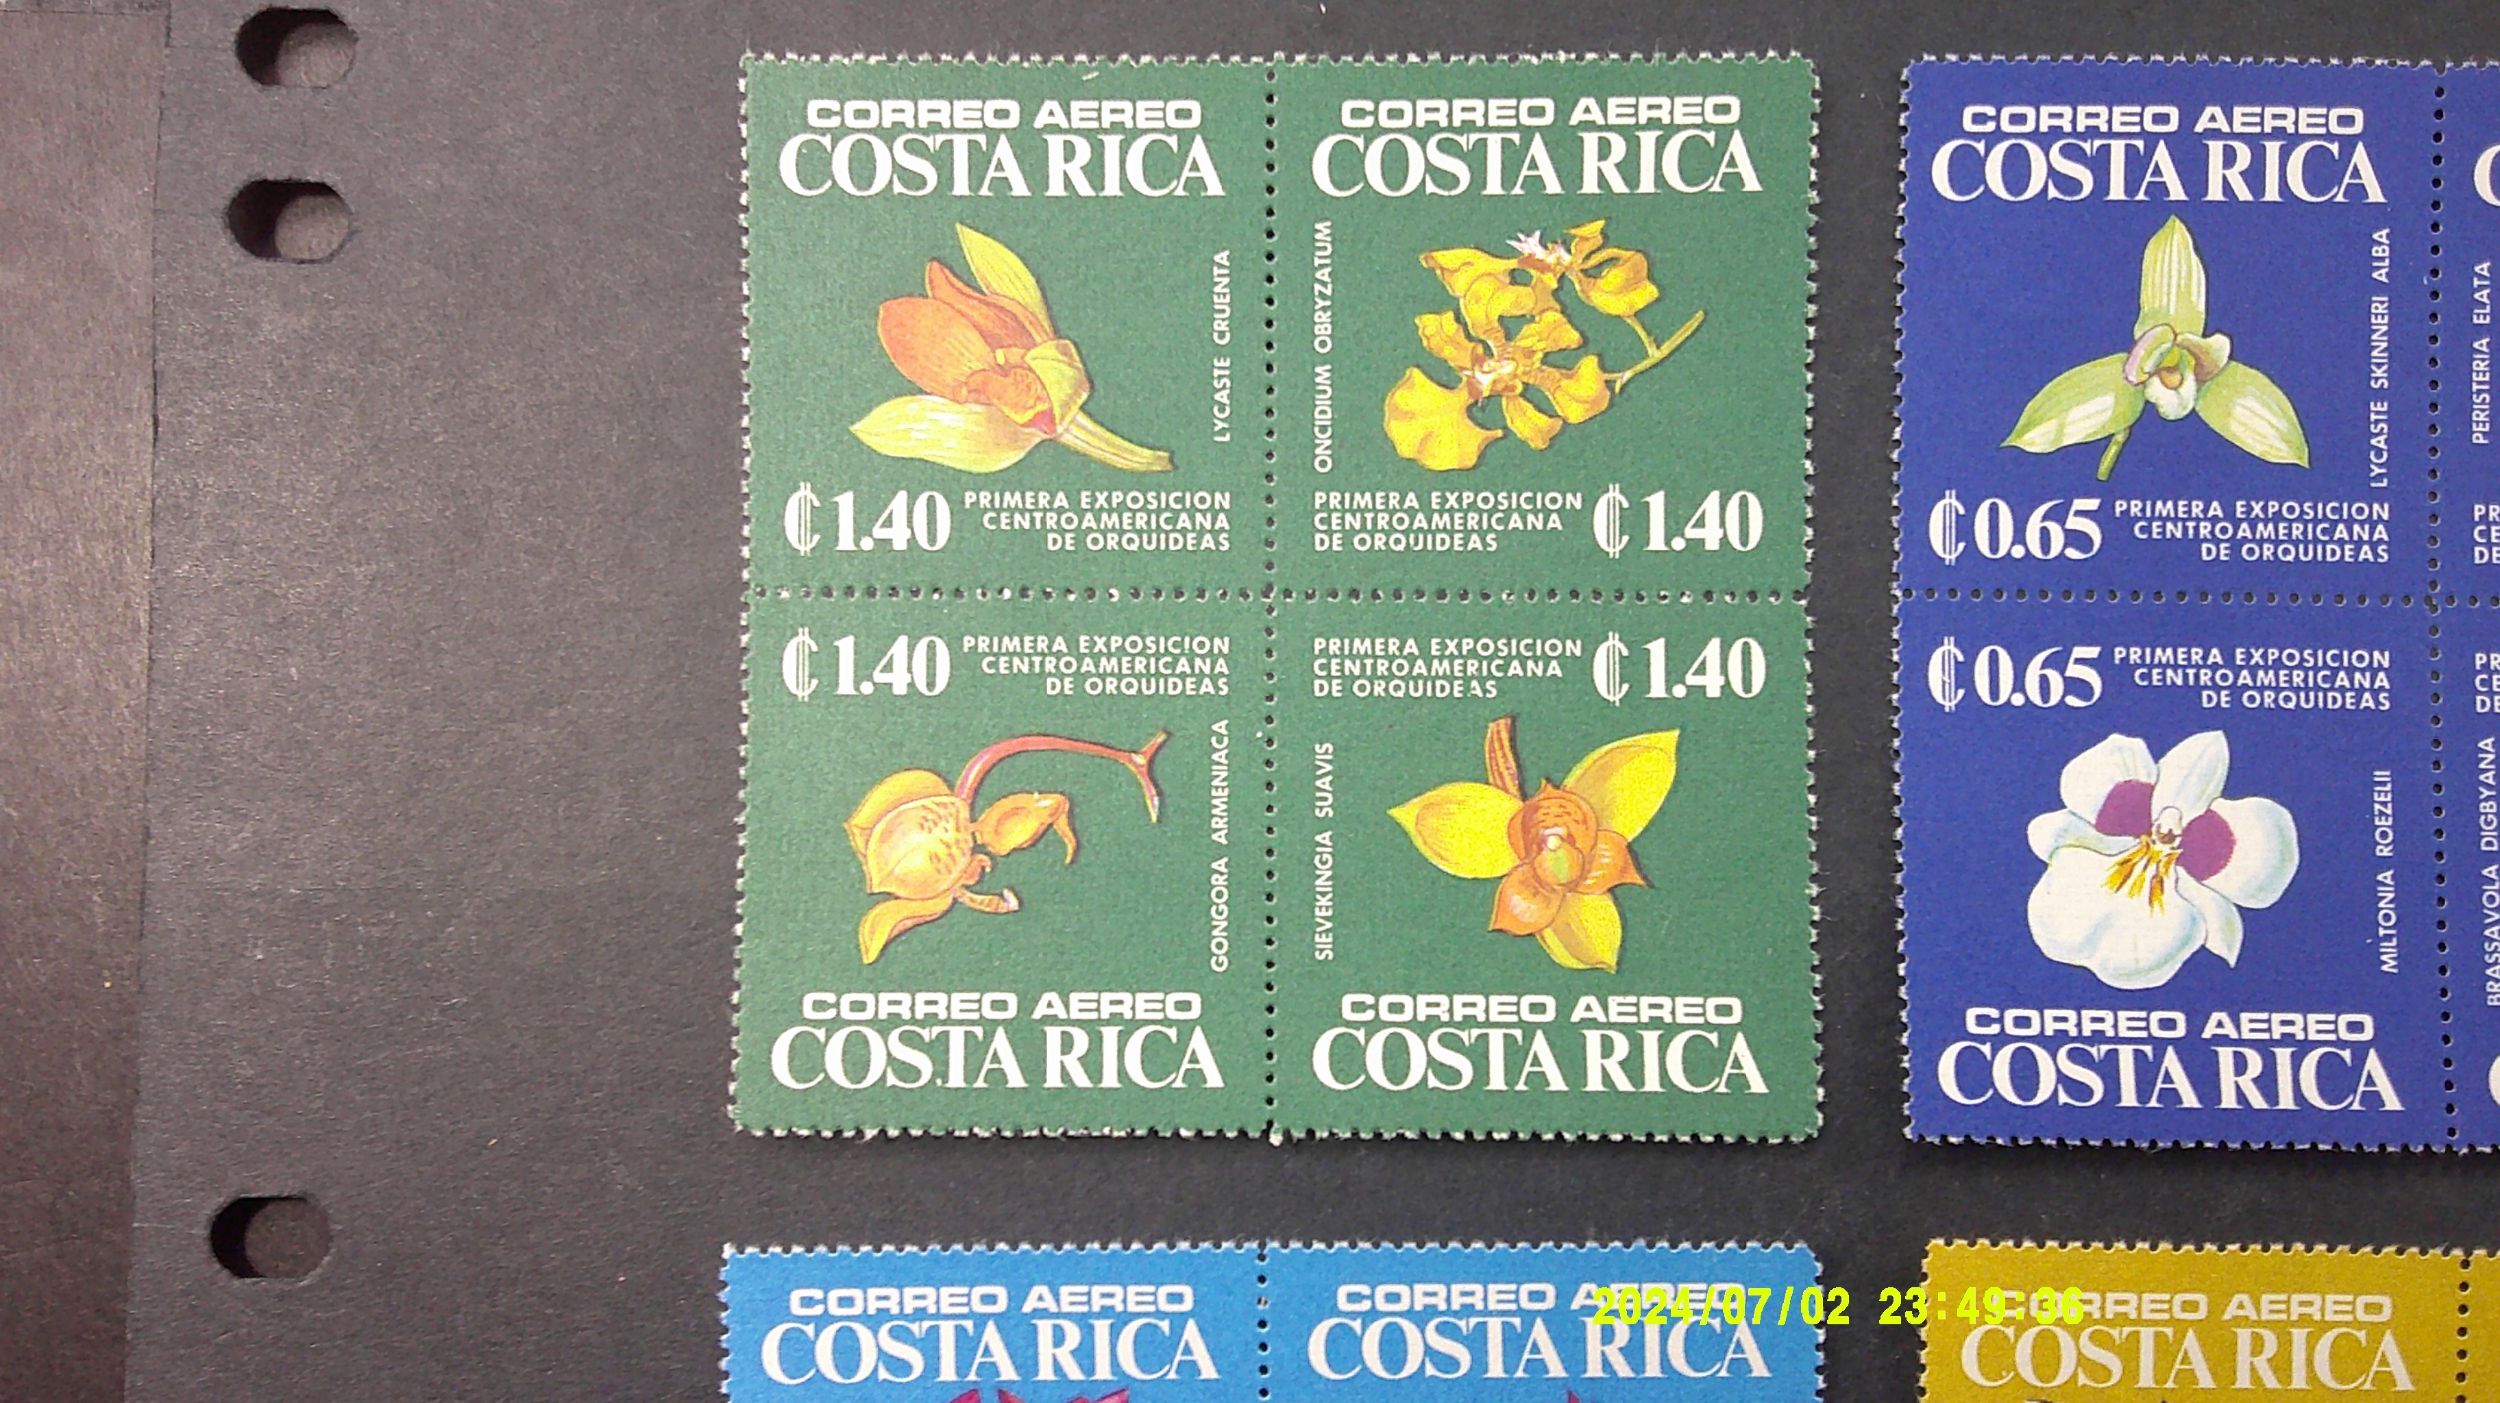 CORREO AEREO
COSTA RICA
LYCASTE CRUENTA
₡1.40
PRIMERA EXPOSICION
CENTROAMERICANA
DE ORQUIDEAS
CORREO AEREO
COSTA RICA
ONCIDIUM OBRYZATUM
PRIMERA EXPOSICION
CENTROAMERICANA
DE ORQUIDEAS
₡1.40
₡1.40
PRIMERA EXPOSICION
CENTROAMERICANA
DE ORQUIDEAS
GONGORA ARMENIACA
CORREO AEREO
COSTA RICA
PRIMERA EXPOSICION
CENTROAMERICANA
DE ORQUIDEAS
₡1.40
SIEVEKINGIA SUAVIS
CORREO AEREO
COSTA RICA
CORREO AEREO
COSTA RICA
LYCASTE SKINNERI ALBA
₡0.65
PRIMERA EXPOSICION
CENTROAMERICANA
DE ORQUIDEAS
PERISTERIA ELATA
₡0.65
PRIMERA EXPOSICION
CENTROAMERICANA
DE ORQUIDEAS
MILTONIA ROEZELII
CORREO AEREO
COSTA RICA
BRASSAVOLA DIGBYANA
CORREO AEREO
COSTA RICA
CORREO AEREO
COSTA RICA
CORREO AEREO
COSTA RICA
2024/07/02 23:49:36